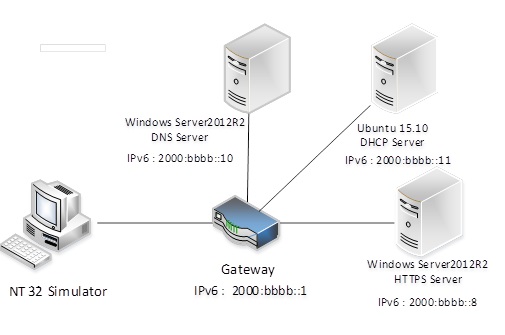 Windows Server2012R2
DNS Server
IPv6 : 2000:bbbb::10
Ubuntu 15.10
DHCP Server
IPv6 : 2000:bbbb::11
NT 32 Simulator
Gateway
IPv6 : 2000:bbbb::1
Windows Server2012R2
HTTPS Server
IPv6 : 2000:bbbb::8